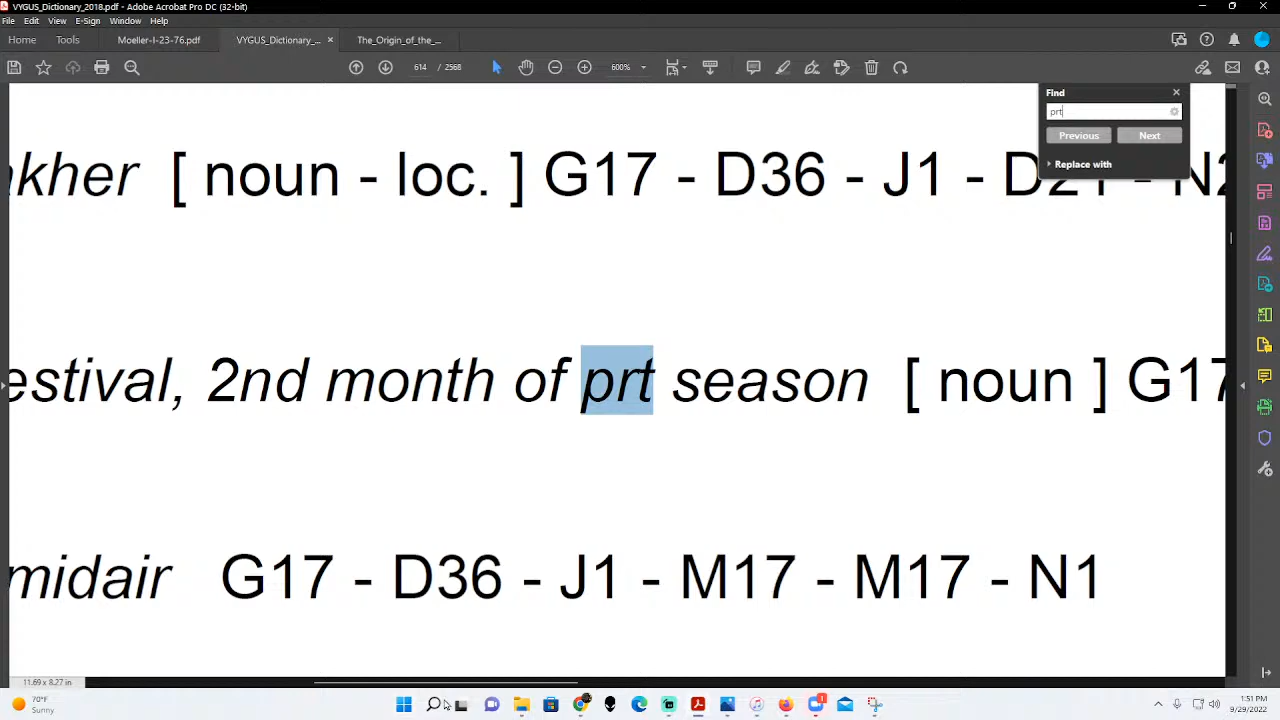 VYGUS_Dictionary_2018.pdf - Adobe Acrobat Pro DC (32-bit)
File Edit View E-Sign Window Help
Home Tools Moeller-I-23-76.pdf VYGUS_Dictionary_... The_Origin_of_the_...
614 / 2568 600%
Find
prt
Previous Next
Replace with
akher [ noun - loc. ] G17 - D36 - J1 - D21 - N2
estival, 2nd month of prt season [ noun ] G17
midair G17 - D36 - J1 - M17 - M17 - N1
11.69 x 8.27 in
70°F
Sunny
1
1:51 PM
9/29/2022